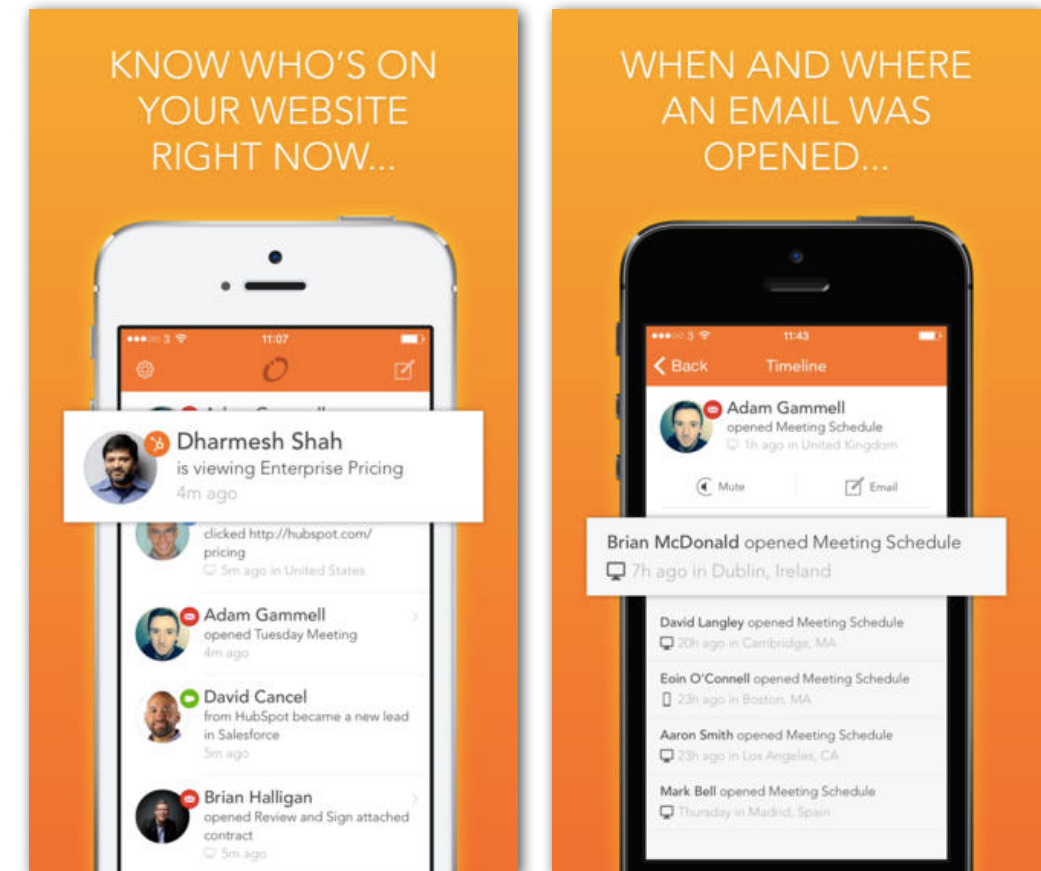 KNOW WHO'S ON
YOUR WEBSITE
RIGHT NOW...
3
11:07
Dharmesh Shah
is viewing Enterprise Pricing
4m ago
clicked http://hubspot.com/
pricing
5m ago in United States
Adam Gammell
opened Tuesday Meeting
4m ago
David Cancel
from HubSpot became a new lead
in Salesforce
5m ago
Brian Halligan
opened Review and Sign attached
contract
5m ago
WHEN AND WHERE
AN EMAIL WAS
OPENED...
3
11:43
Back
Timeline
Adam Gammell
opened Meeting Schedule
1h ago in United Kingdom
Mute
Email
Brian McDonald opened Meeting Schedule
7h ago in Dublin, Ireland
David Langley opened Meeting Schedule
20h ago in Cambridge, MA
Eoin O'Connell opened Meeting Schedule
23h ago in Boston, MA
Aaron Smith opened Meeting Schedule
23h ago in Los Angeles, CA
Mark Bell opened Meeting Schedule
Thursday in Madrid, Spain